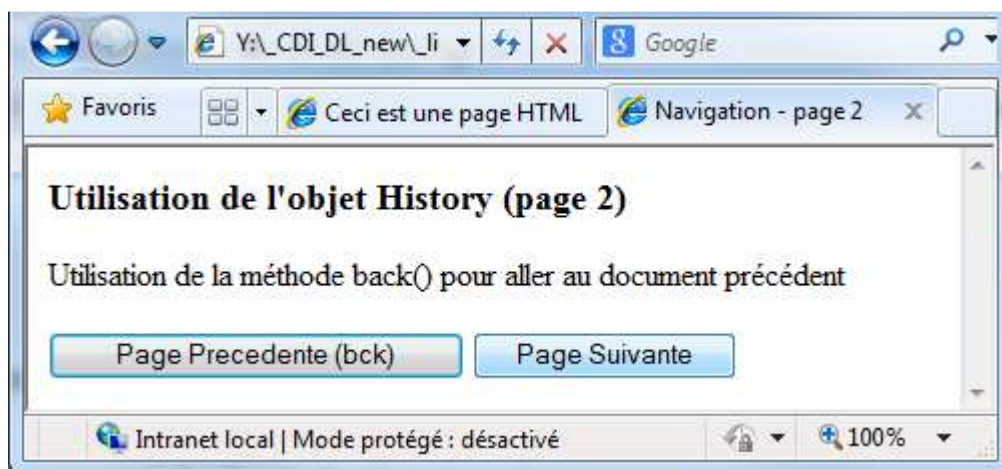 Y:\_CDI_DL_new\_li
Google
Favoris
Ceci est une page HTML
Navigation - page 2
Utilisation de l'objet History (page 2)
Utilisation de la méthode back() pour aller au document précédent
Page Precedente (bck)
Page Suivante
Intranet local | Mode protégé : désactivé
100%